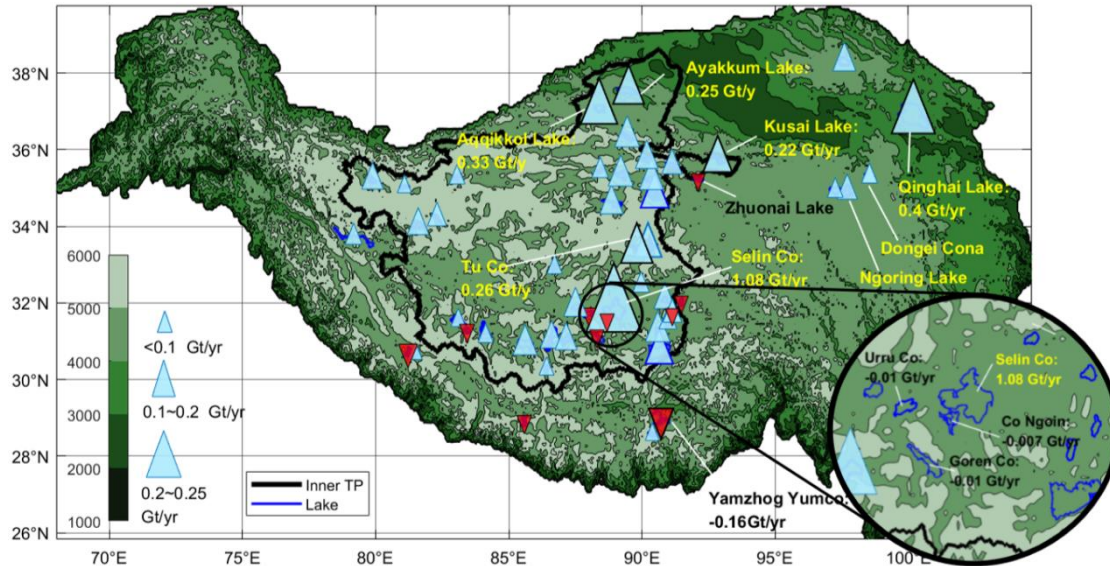 38°N
36°N
34°N
32°N
30°N
28°N
26°N
70°E
75°E
80°E
85°E
90°E
95°E
100°E
Ayakkum Lake:
0.25 Gt/y
Aqqikkol Lake:
0.33 Gt/y
Kusai Lake:
0.22 Gt/yr
Zhuonai Lake
Qinghai Lake:
0.4 Gt/yr
Dongei Cona
Ngoring Lake
Tu Co:
0.26 Gt/y
Selin Co:
1.08 Gt/yr
Yamzhog Yumco:
-0.16Gt/yr
6000
5000
4000
3000
2000
1000
<0.1 Gt/yr
0.1~0.2 Gt/yr
0.2~0.25
Gt/yr
Inner TP
Lake
Urru Co:
-0.01 Gt/yr
Selin Co:
1.08 Gt/yr
Co Ngoin:
-0.007 Gt/yr
Goren Co:
-0.01 Gt/yr